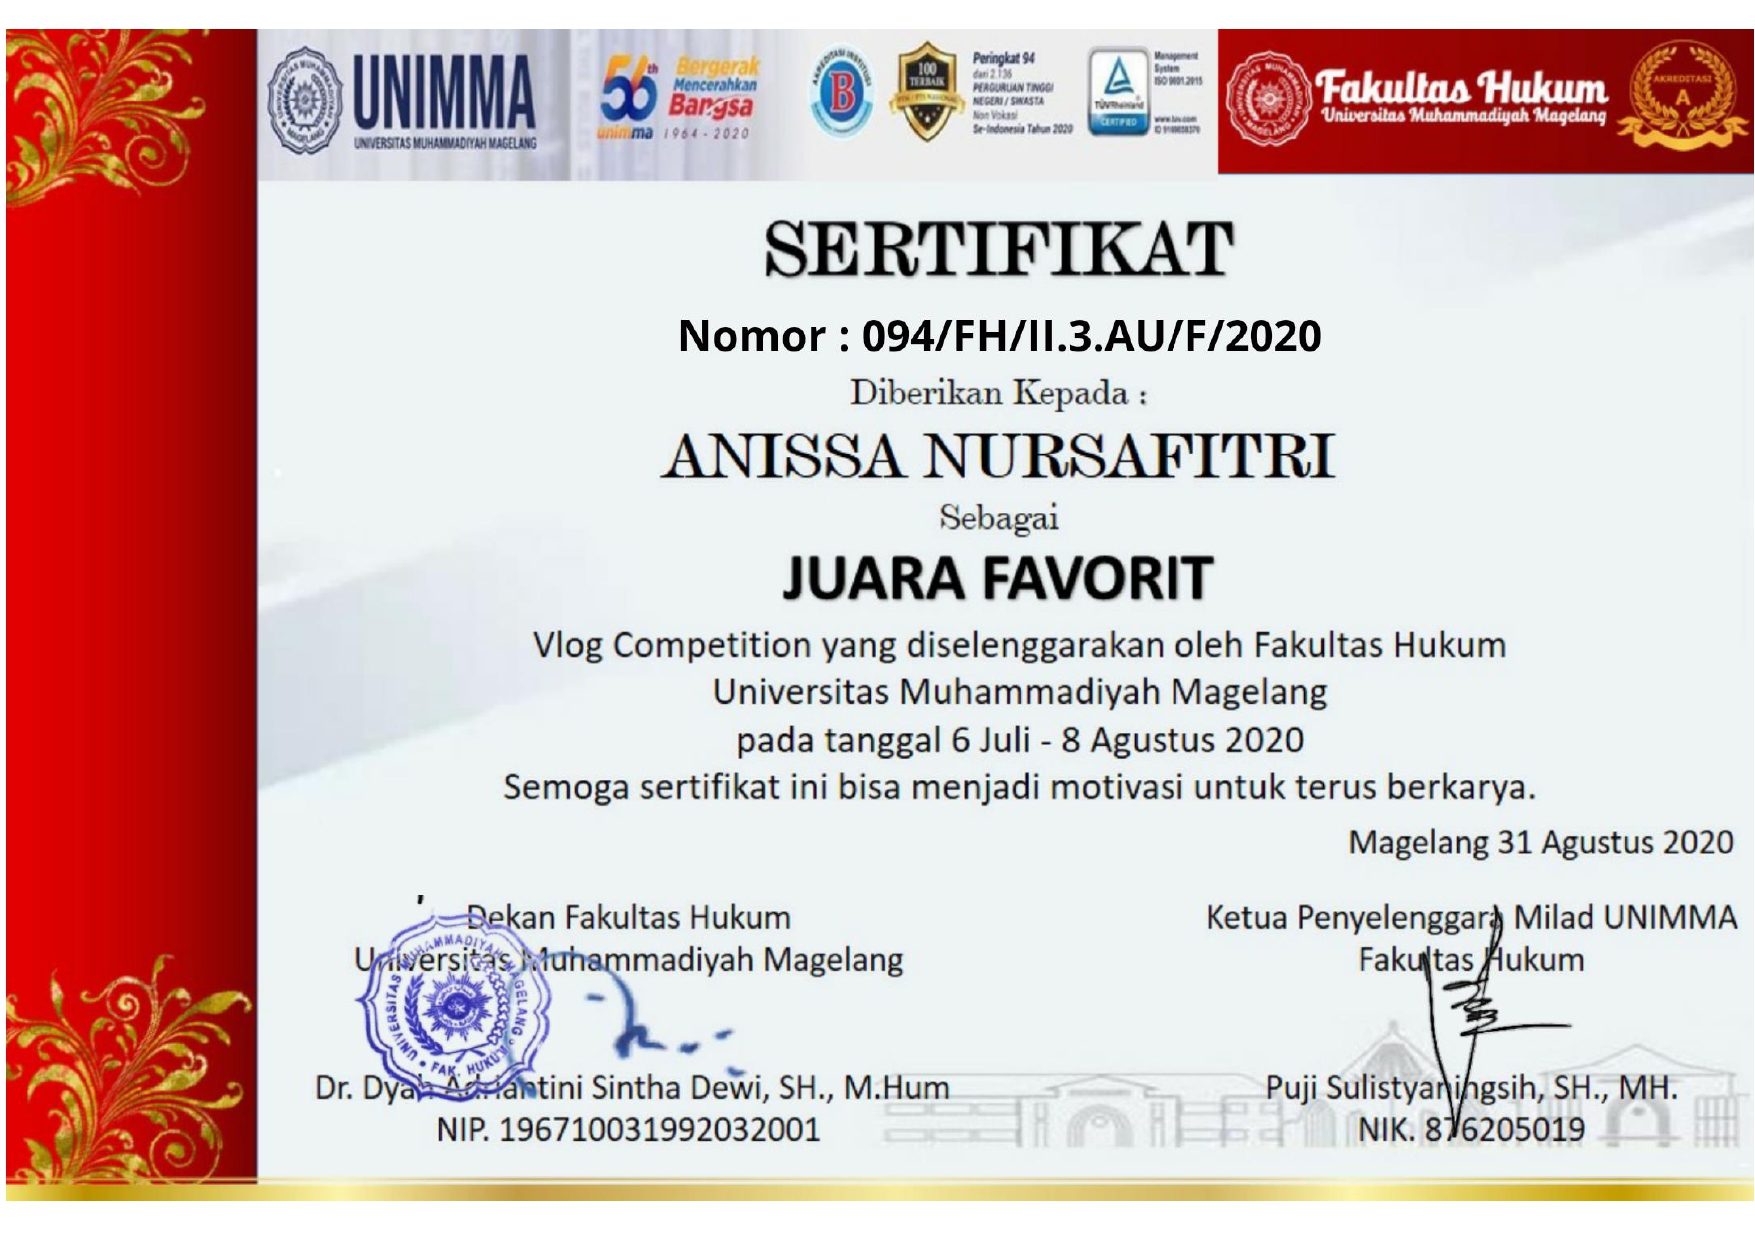 UNIMMA
UNIVERSITAS MUHAMMADIYAH MAGELANG
56th
unimma
Bergerak
Mencerahkan
Bangsa
1964 - 2020
AKREDITASI INSTITUSI
B
100
TERBAIK
Peringkat 94
dari 2.136
PERGURUAN TINGGI
NEGERI / SWASTA
Non Vokasi
Se-Indonesia Tahun 2020
TÜVRheinland
CERTIFIED
Management
System
ISO 9001:2015
www.tuv.com
Fakultas Hukum
Universitas Muhammadiyah Magelang
AKREDITASI
A
SERTIFIKAT
Nomor : 094/FH/II.3.AU/F/2020
Diberikan Kepada :
ANISSA NURSAFITRI
Sebagai
JUARA FAVORIT
Vlog Competition yang diselenggarakan oleh Fakultas Hukum
Universitas Muhammadiyah Magelang
pada tanggal 6 Juli - 8 Agustus 2020
Semoga sertifikat ini bisa menjadi motivasi untuk terus berkarya.
Magelang 31 Agustus 2020
Dekan Fakultas Hukum
Universitas Muhammadiyah Magelang
UNIVERSITAS MUHAMMADIYAH MAGELANG
FAK. HUKUM
Dr. Dyah Adriantini Sintha Dewi, SH., M.Hum
NIP. 196710031992032001
Ketua Penyelenggara Milad UNIMMA
Fakultas Hukum
Puji Sulistyaningsih, SH., MH.
NIK. 876205019